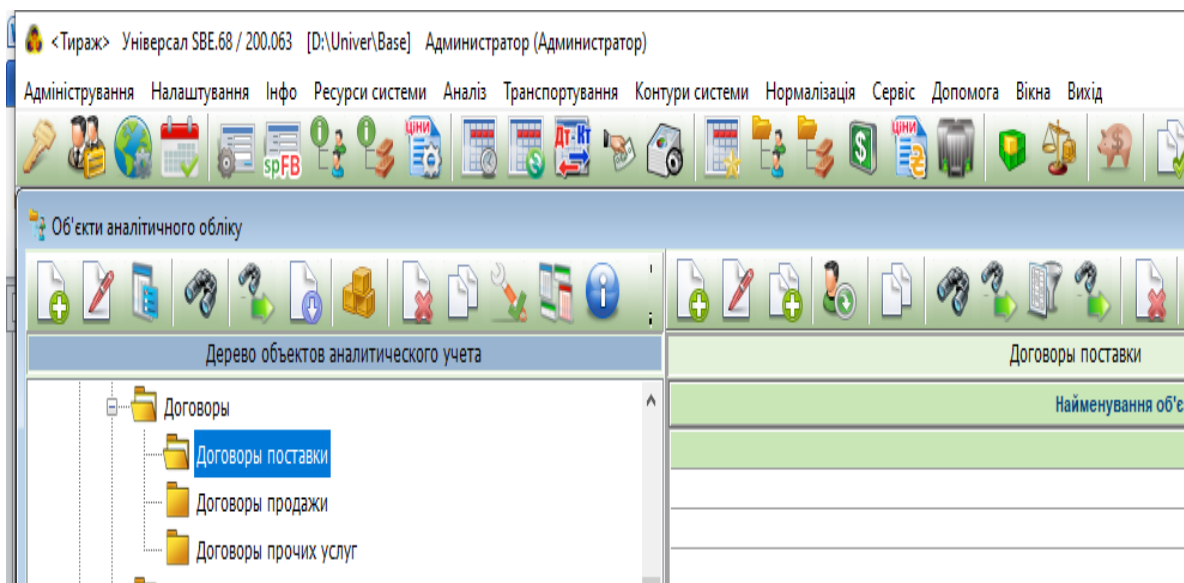 <Тираж> Універсал SBE.68 / 200.063 [D:\Univer\Base] Администратор (Администратор)
Адміністрування Налаштування Інфо Ресурси системи Аналіз Транспортування Контури системи Нормалізація Сервіс Допомога Вікна Вихід
spFB ЦІНИ Дт-Кт ЦІНИ
Об'єкти аналітичного обліку
Дерево объектов аналитического учета
Договоры поставки
Договоры
Найменування об'є
Договоры поставки
Договоры продажи
Договоры прочих услуг